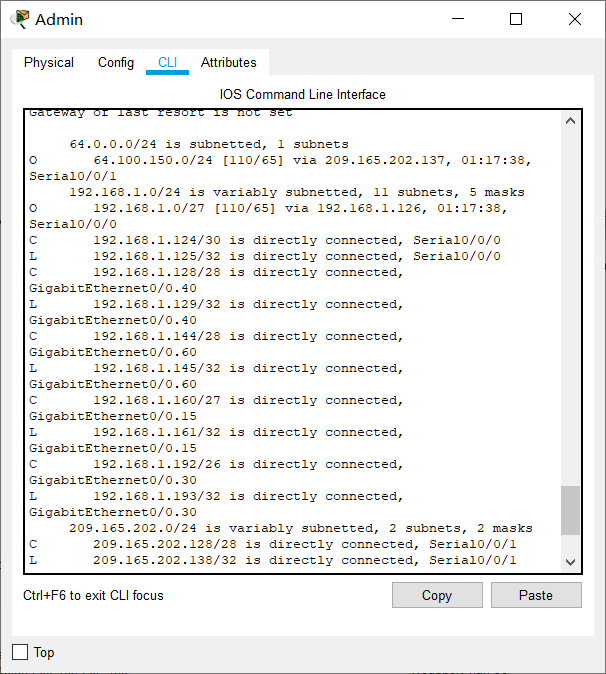 Admin
Physical Config CLI Attributes
IOS Command Line Interface
Gateway of last resort is not set
64.0.0.0/24 is subnetted, 1 subnets
O 64.100.150.0/24 [110/65] via 209.165.202.137, 01:17:38,
Serial0/0/1
192.168.1.0/24 is variably subnetted, 11 subnets, 5 masks
O 192.168.1.0/27 [110/65] via 192.168.1.126, 01:17:38,
Serial0/0/0
C 192.168.1.124/30 is directly connected, Serial0/0/0
L 192.168.1.125/32 is directly connected, Serial0/0/0
C 192.168.1.128/28 is directly connected,
GigabitEthernet0/0.40
L 192.168.1.129/32 is directly connected,
GigabitEthernet0/0.40
C 192.168.1.144/28 is directly connected,
GigabitEthernet0/0.60
L 192.168.1.145/32 is directly connected,
GigabitEthernet0/0.60
C 192.168.1.160/27 is directly connected,
GigabitEthernet0/0.15
L 192.168.1.161/32 is directly connected,
GigabitEthernet0/0.15
C 192.168.1.192/26 is directly connected,
GigabitEthernet0/0.30
L 192.168.1.193/32 is directly connected,
GigabitEthernet0/0.30
209.165.202.0/24 is variably subnetted, 2 subnets, 2 masks
C 209.165.202.128/28 is directly connected, Serial0/0/1
L 209.165.202.138/32 is directly connected, Serial0/0/1
Ctrl+F6 to exit CLI focus
Copy Paste
Top